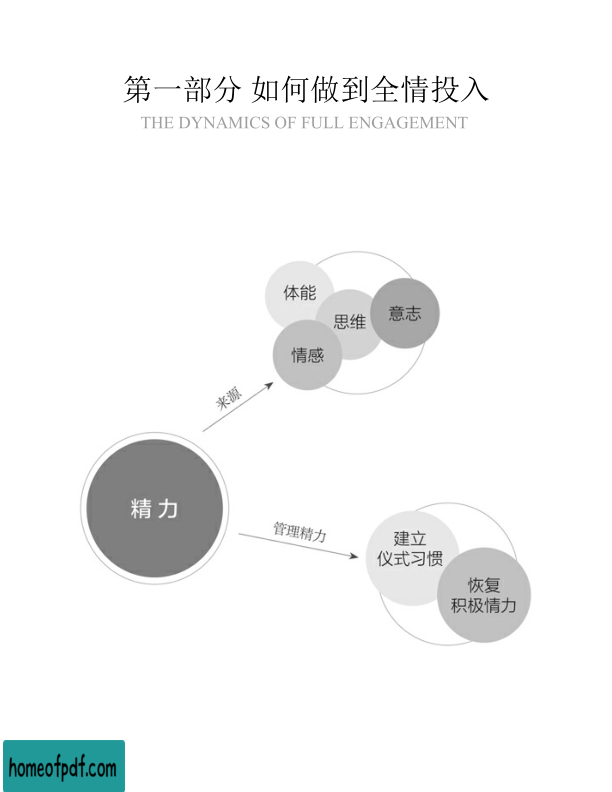 第一部分 如何做到全情投入
THE DYNAMICS OF FULL ENGAGEMENT
体能
思维
意志
情感
来源
精力
管理精力
建立
仪式习惯
恢复
积极情力
homeofpdf.com